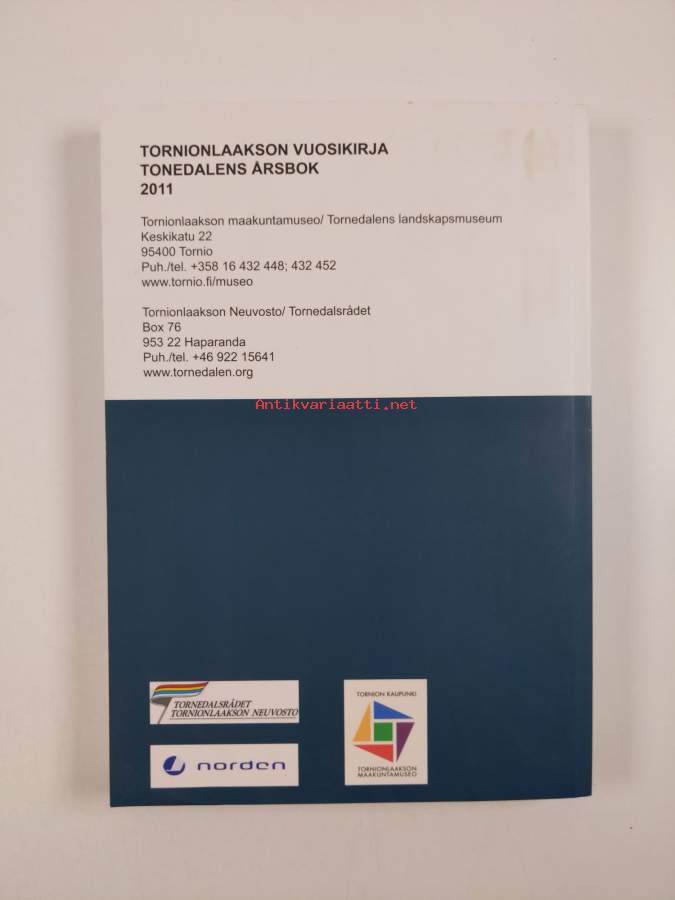 TORNIONLAAKSON VUOSIKIRJA
TONEDALENS ÅRSBOK
2011
Tornionlaakson maakuntamuseo/ Tornedalens landskapsmuseum
Keskikatu 22
95400 Tornio
Puh./tel. +358 16 432 448; 432 452
www.tornio.fi/museo
Tornionlaakson Neuvosto/ Tornedalsrådet
Box 76
953 22 Haparanda
Puh./tel. +46 922 15641
www.tornedalen.org
Antikvariaatti.net
TORNEDALSRÅDET
TORNIONLAAKSON NEUVOSTO
norden
TORNION KAUPUNKI
TORNIONLAAKSON
MAAKUNTAMUSEO